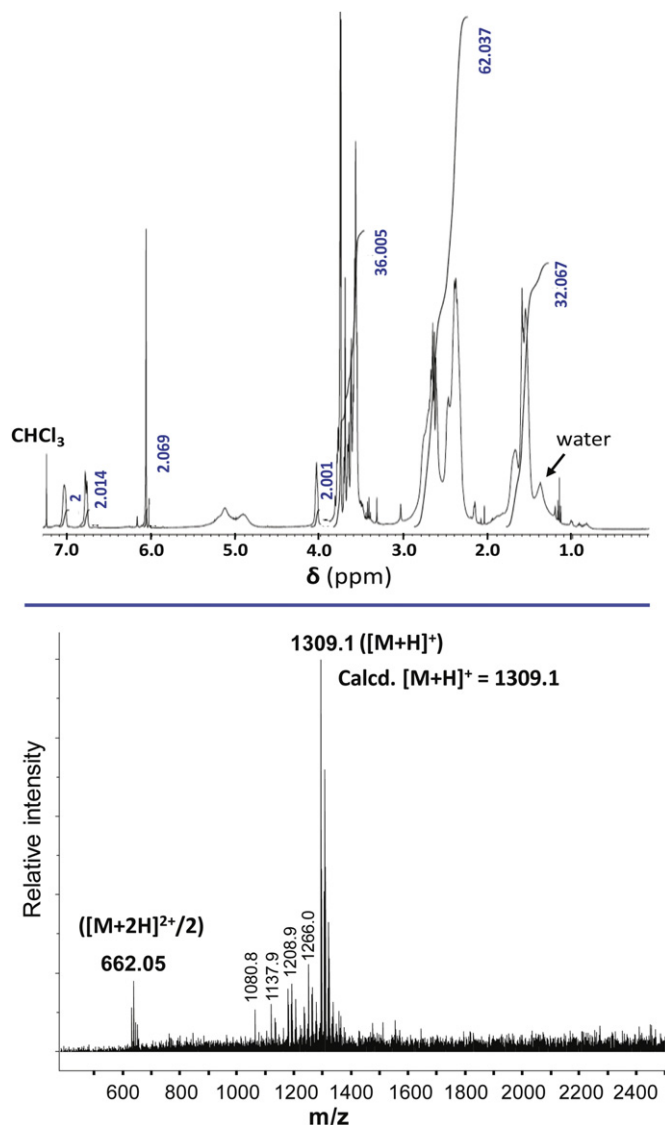 62.037
36.005
32.067
CHCl3
2
2.014
2.069
2.001
water
7.0 6.0 5.0 4.0 3.0 2.0 1.0
δ (ppm)
1309.1 ([M+H]+)
Calcd. [M+H]+ = 1309.1
Relative intensity
([M+2H]2+/2)
662.05
1080.8
1137.9
1208.9
1266.0
600 800 1000 1200 1400 1600 1800 2000 2200 2400
m/z